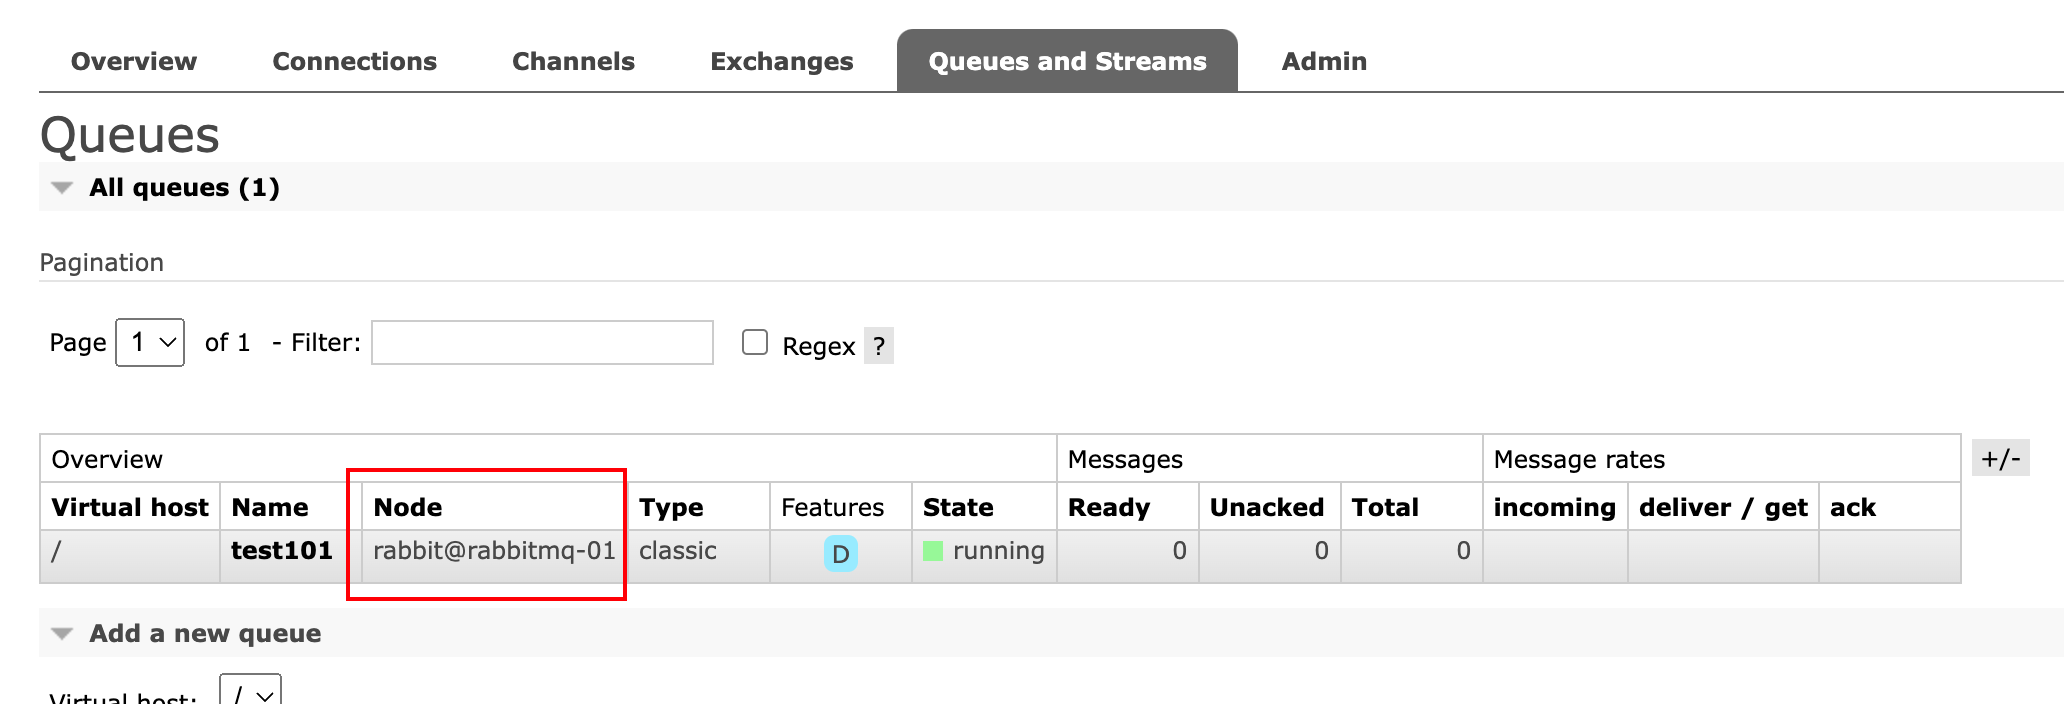 Overview Connections Channels Exchanges Queues and Streams Admin
Queues
All queues (1)
Pagination
Page 1 of 1 - Filter: Regex ?
Overview Messages Message rates +/-
Virtual host Name Node Type Features State Ready Unacked Total incoming deliver / get ack
/ test101 rabbit@rabbitmq-01 classic D running 0 0 0
Add a new queue
Virtual host: /